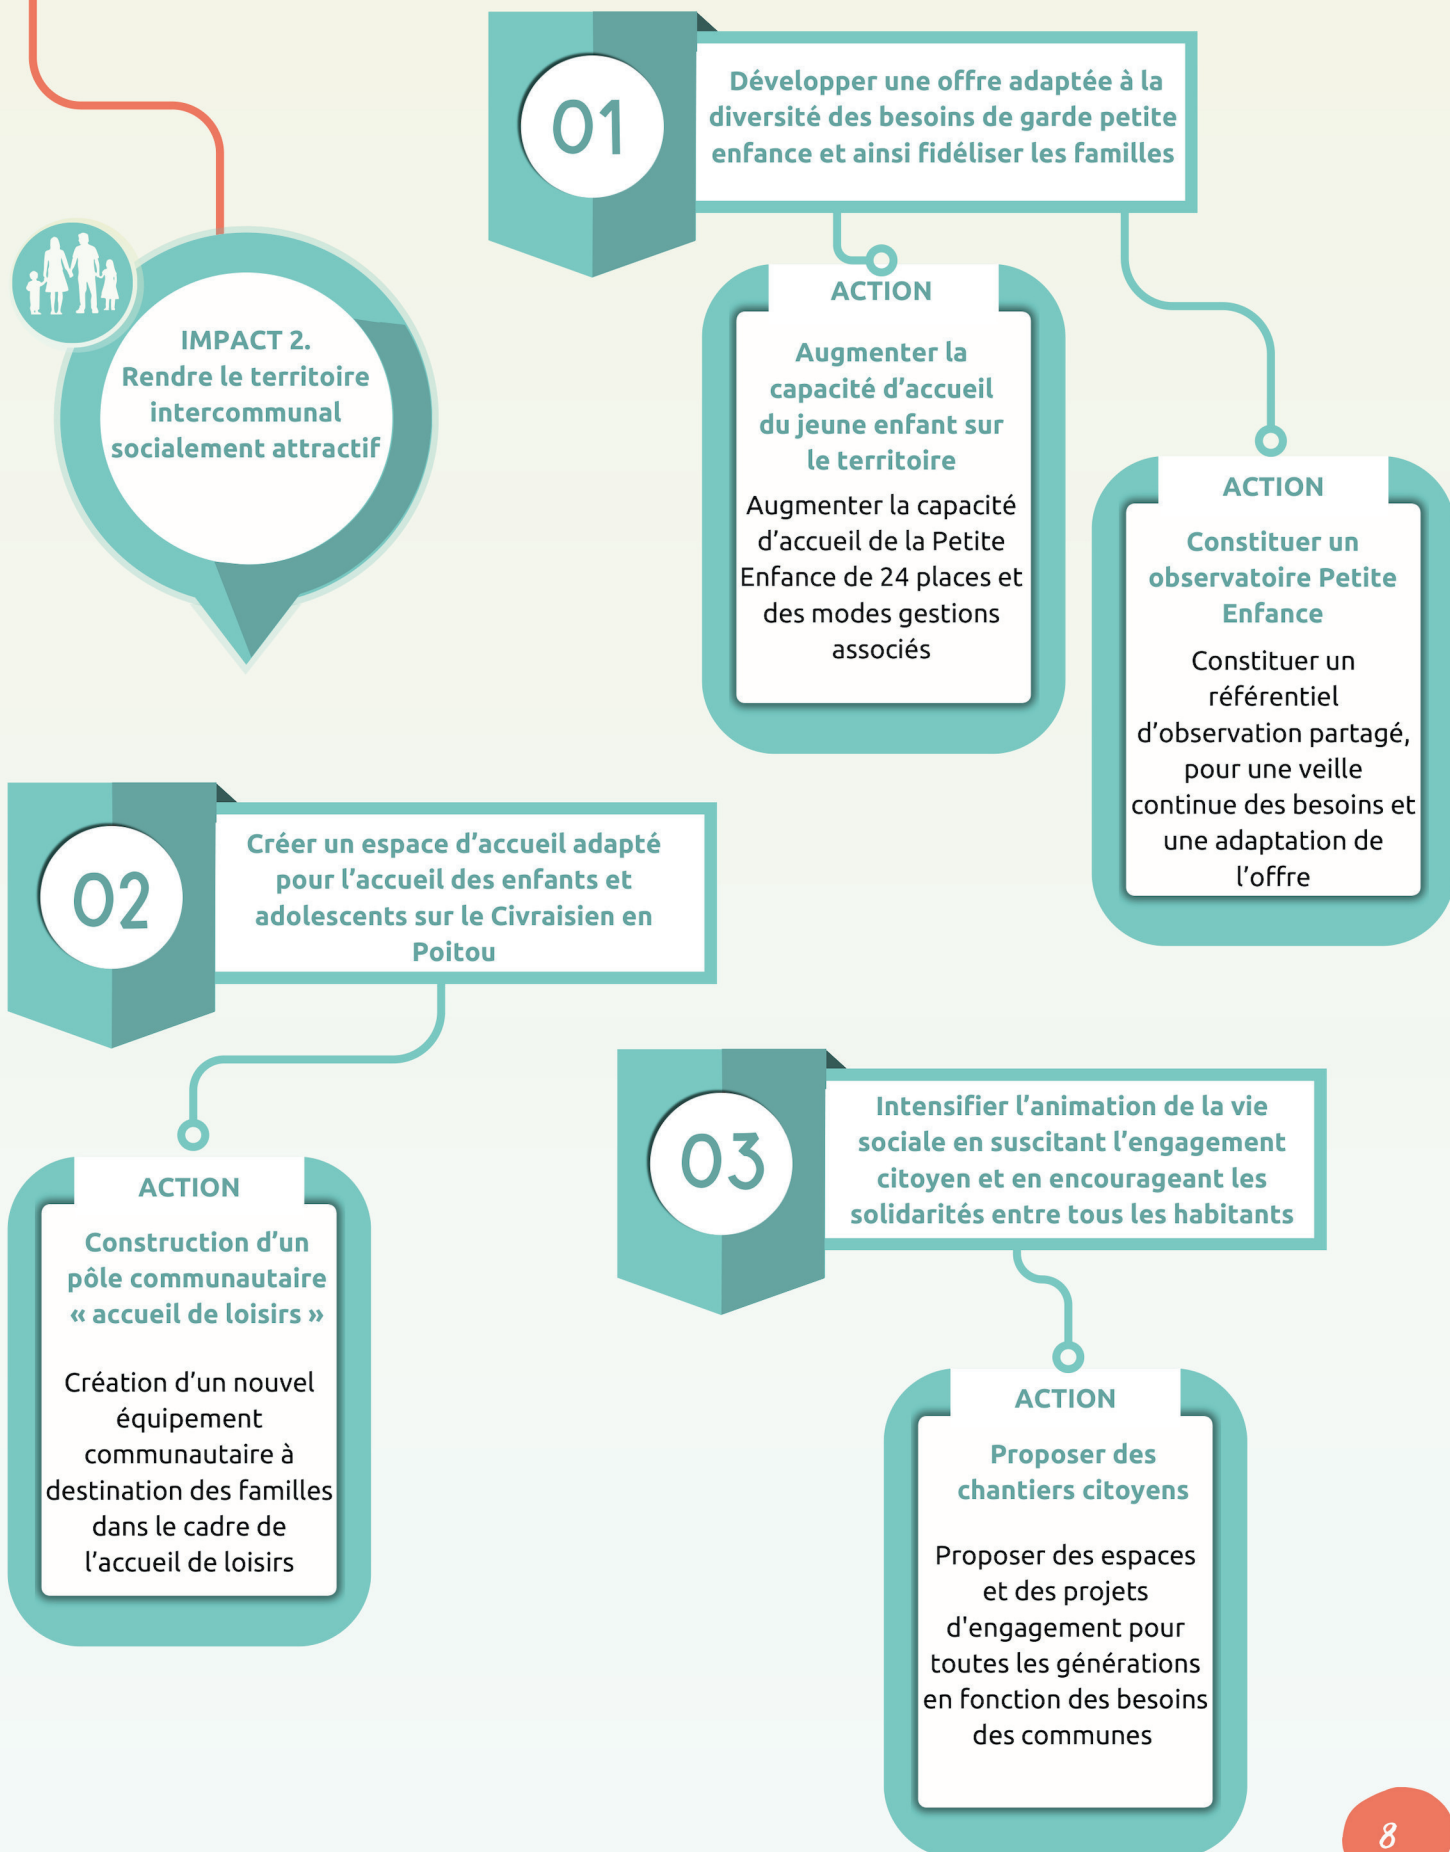 IMPACT 2.
Rendre le territoire
intercommunal
socialement attractif
01
Développer une offre adaptée à la
diversité des besoins de garde petite
enfance et ainsi fidéliser les familles
ACTION
Augmenter la
capacité d’accueil
du jeune enfant sur
le territoire
Augmenter la capacité
d’accueil de la Petite
Enfance de 24 places et
des modes gestions
associés
ACTION
Constituer un
observatoire Petite
Enfance
Constituer un
référentiel
d’observation partagé,
pour une veille
continue des besoins et
une adaptation de
l’offre
02
Créer un espace d’accueil adapté
pour l’accueil des enfants et
adolescents sur le Civraisien en
Poitou
ACTION
Construction d’un
pôle communautaire
« accueil de loisirs »
Création d’un nouvel
équipement
communautaire à
destination des familles
dans le cadre de
l’accueil de loisirs
03
Intensifier l’animation de la vie
sociale en suscitant l’engagement
citoyen et en encourageant les
solidarités entre tous les habitants
ACTION
Proposer des
chantiers citoyens
Proposer des espaces
et des projets
d'engagement pour
toutes les générations
en fonction des besoins
des communes
8